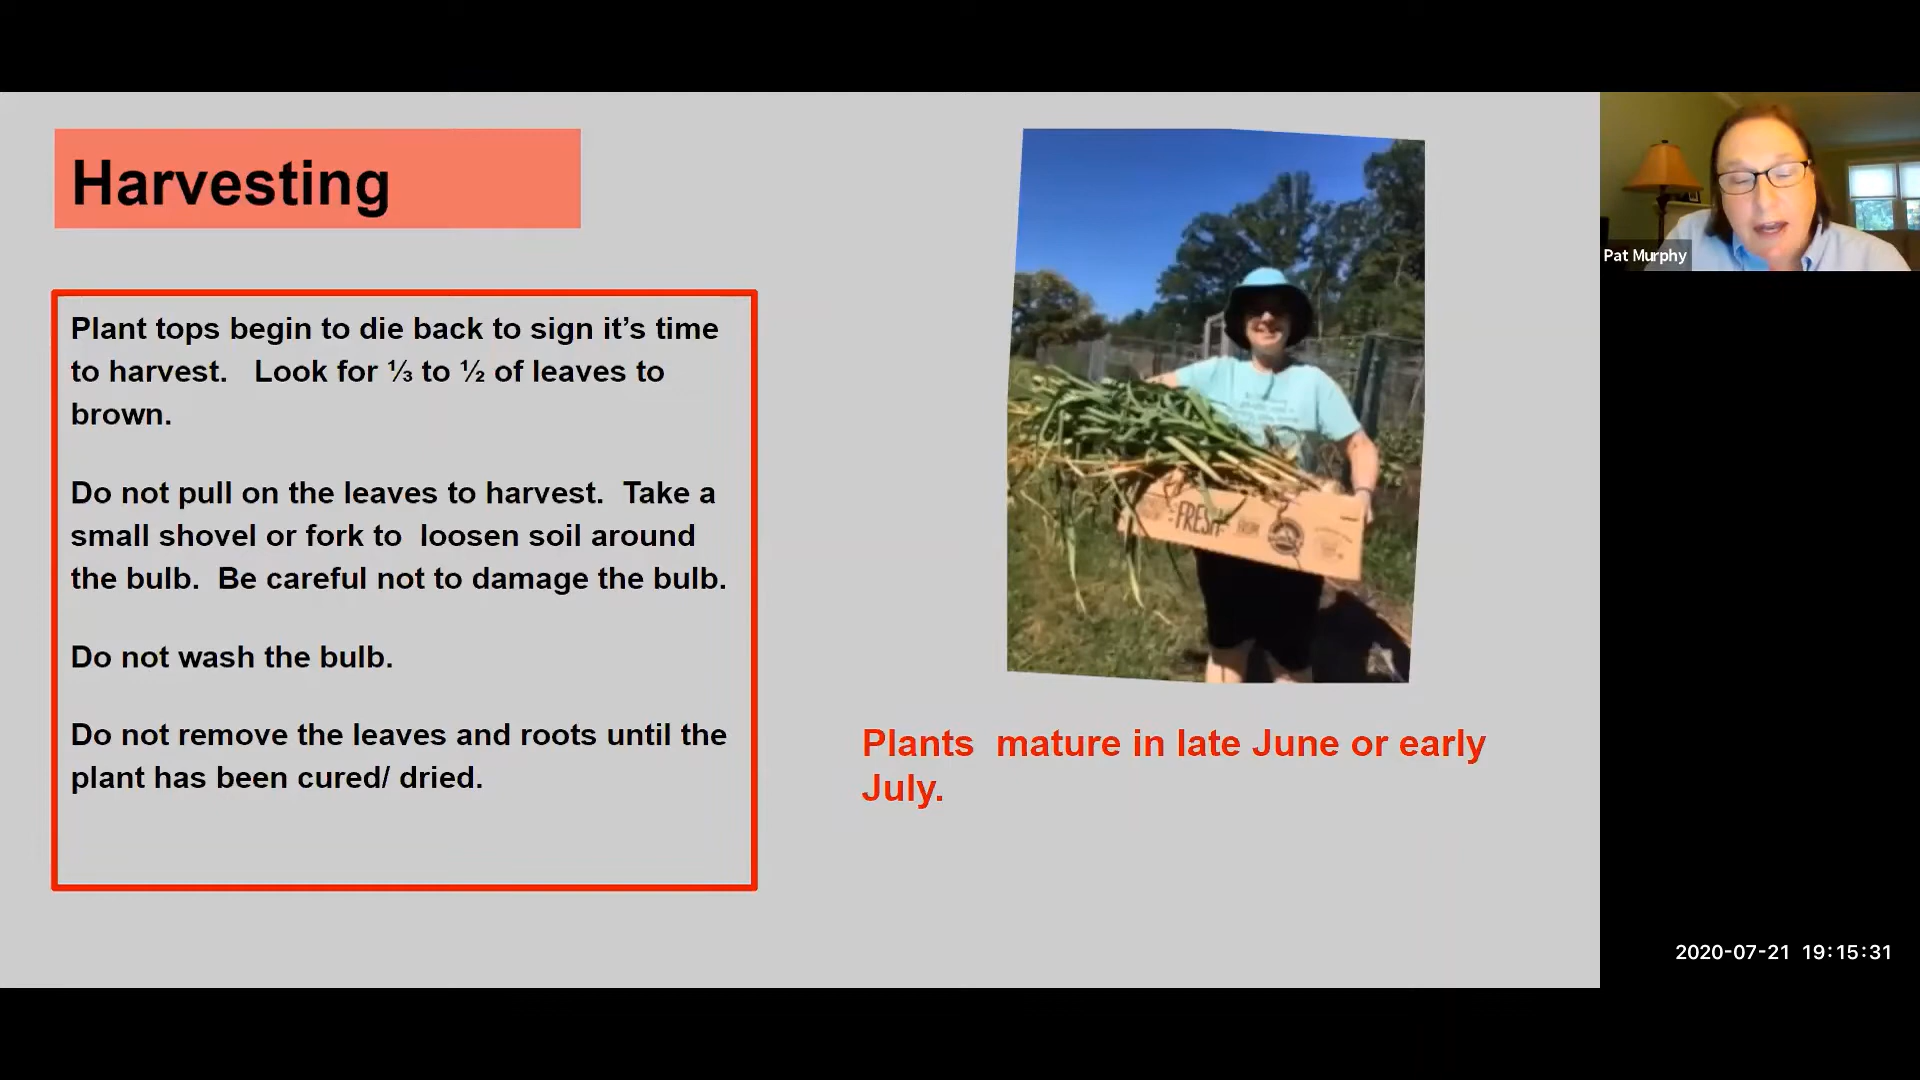 Harvesting
Plant tops begin to die back to sign it’s time
to harvest.   Look for ⅓ to ½ of leaves to
brown.
Do not pull on the leaves to harvest.  Take a
small shovel or fork to  loosen soil around
the bulb.  Be careful not to damage the bulb.
Do not wash the bulb.
Do not remove the leaves and roots until the
plant has been cured/ dried.
FRESH
Plants  mature in late June or early
July.
Pat Murphy
2020-07-21  19:15:31